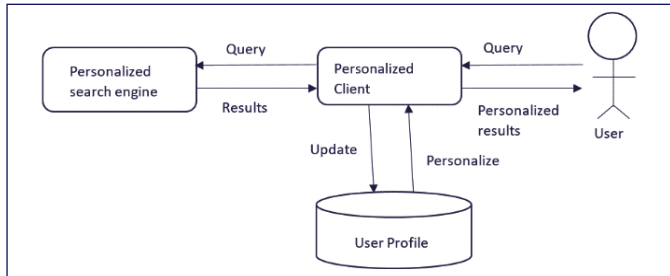 Query
Query
Personalized
search engine
Personalized
Client
Results
Personalized
results
User
Update
Personalize
User Profile